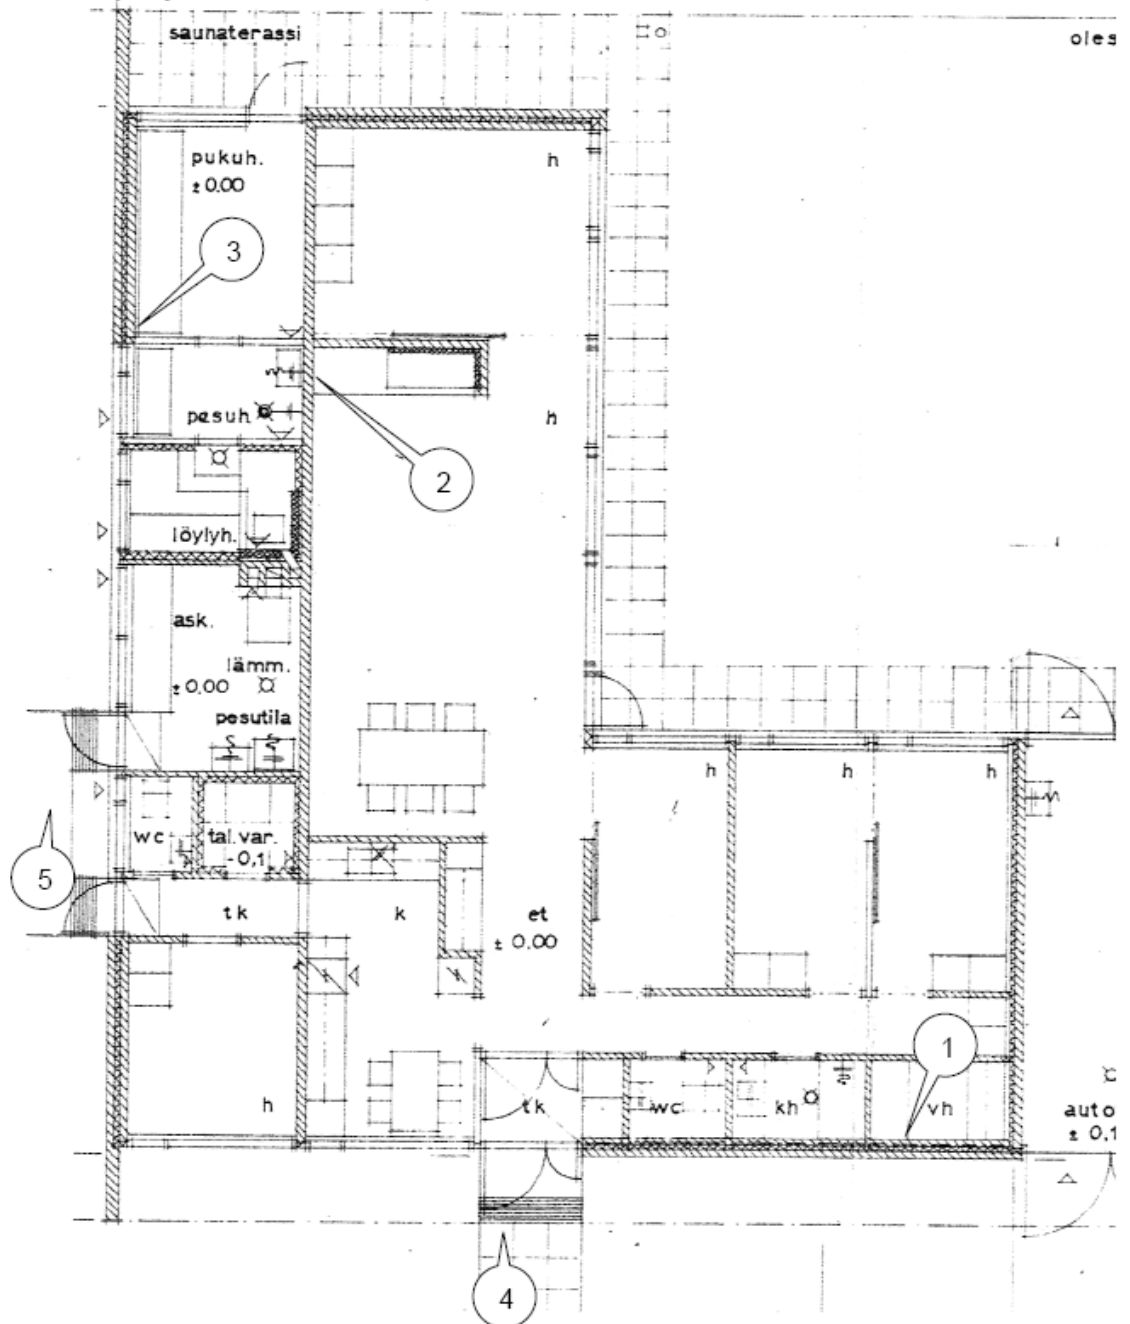 saunaterassi
oles
pukuh.
± 0.00
h
3
pesuh
h
2
löylyh.
ask.
lämm.
± 0.00
pesutila
h
h
h
wc
tal.var.
-0,1
5
tk
k
et
± 0.00
1
h
tk
wc
kh
vh
auto
± 0.1
4